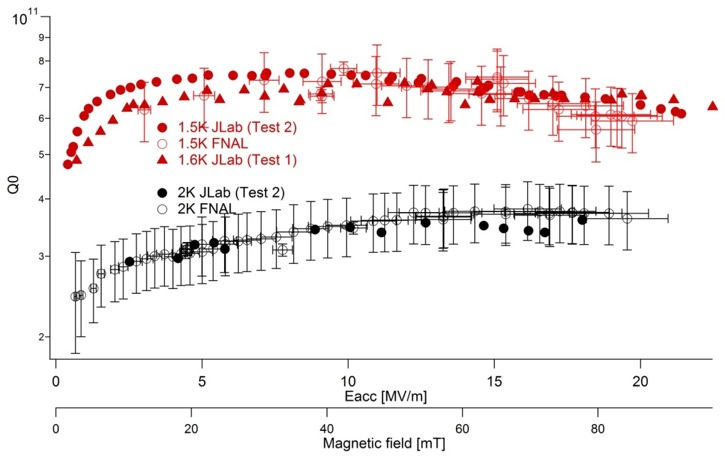 10^11
9
8
7
6
5
4
3
2
Q0
1.5K JLab (Test 2)
1.5K FNAL
1.6K JLab (Test 1)
2K JLab (Test 2)
2K FNAL
0 5 10 15 20
Eacc [MV/m]
0 20 40 60 80
Magnetic field [mT]